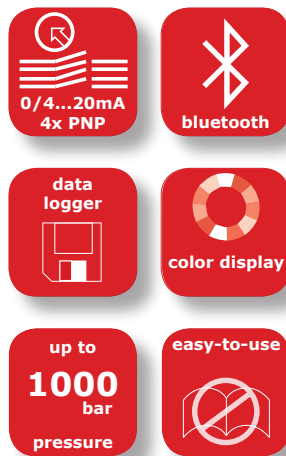 0/4...20mA
4x PNP
bluetooth
data
logger
color display
up to
1000
bar
pressure
easy-to-use